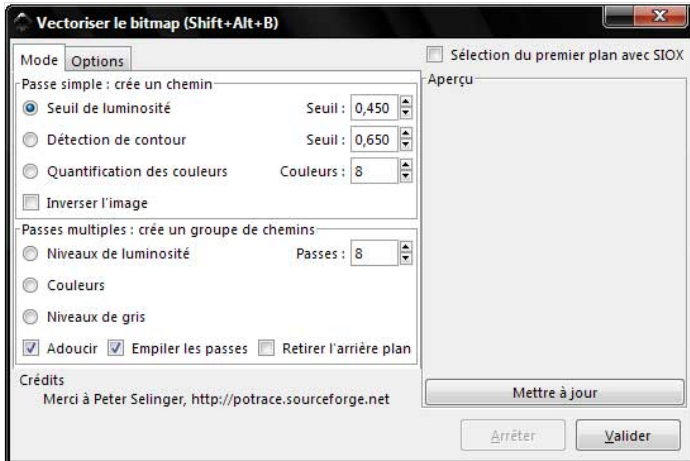 Vectoriser le bitmap (Shift+Alt+B)
Mode Options
Passe simple : crée un chemin
Seuil de luminosité Seuil : 0,450
Détection de contour Seuil : 0,650
Quantification des couleurs Couleurs : 8
Inverser l'image
Passes multiples : crée un groupe de chemins
Niveaux de luminosité Passes : 8
Couleurs
Niveaux de gris
Adoucir Empiler les passes Retirer l'arrière plan
Crédits
Merci à Peter Selinger, http://potrace.sourceforge.net
Sélection du premier plan avec SIOX
Aperçu
Mettre à jour
Arrêter Valider